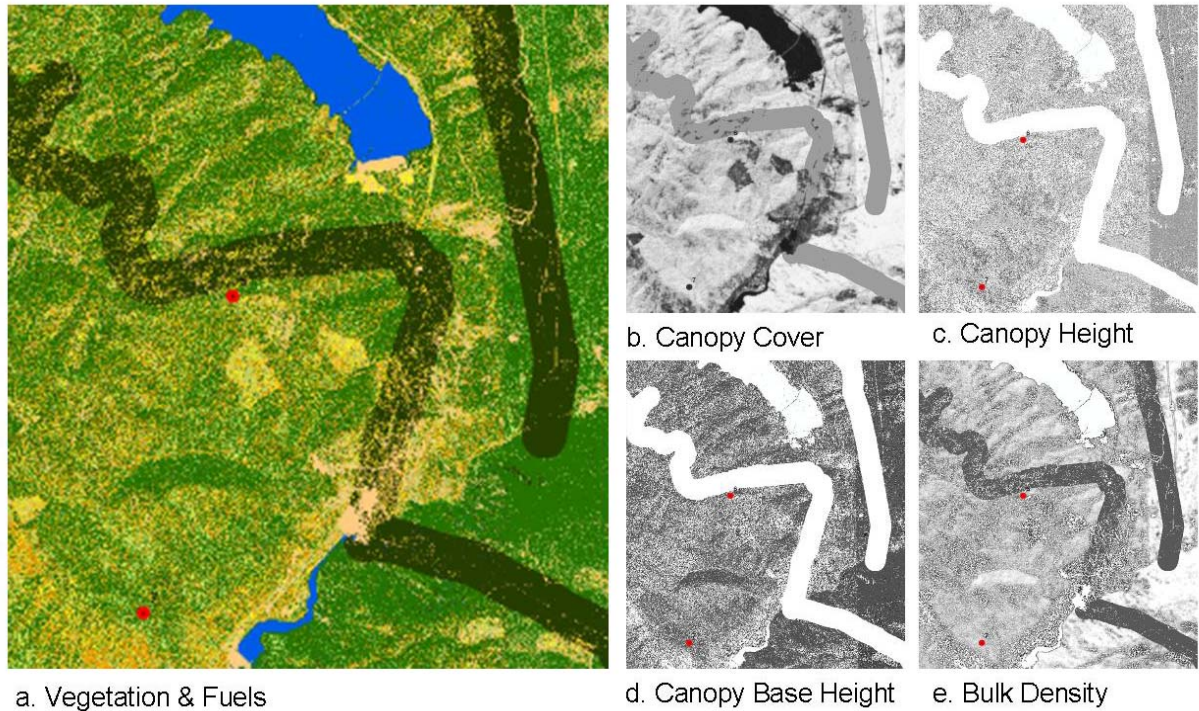 b. Canopy Cover
c. Canopy Height
a. Vegetation & Fuels
d. Canopy Base Height
e. Bulk Density